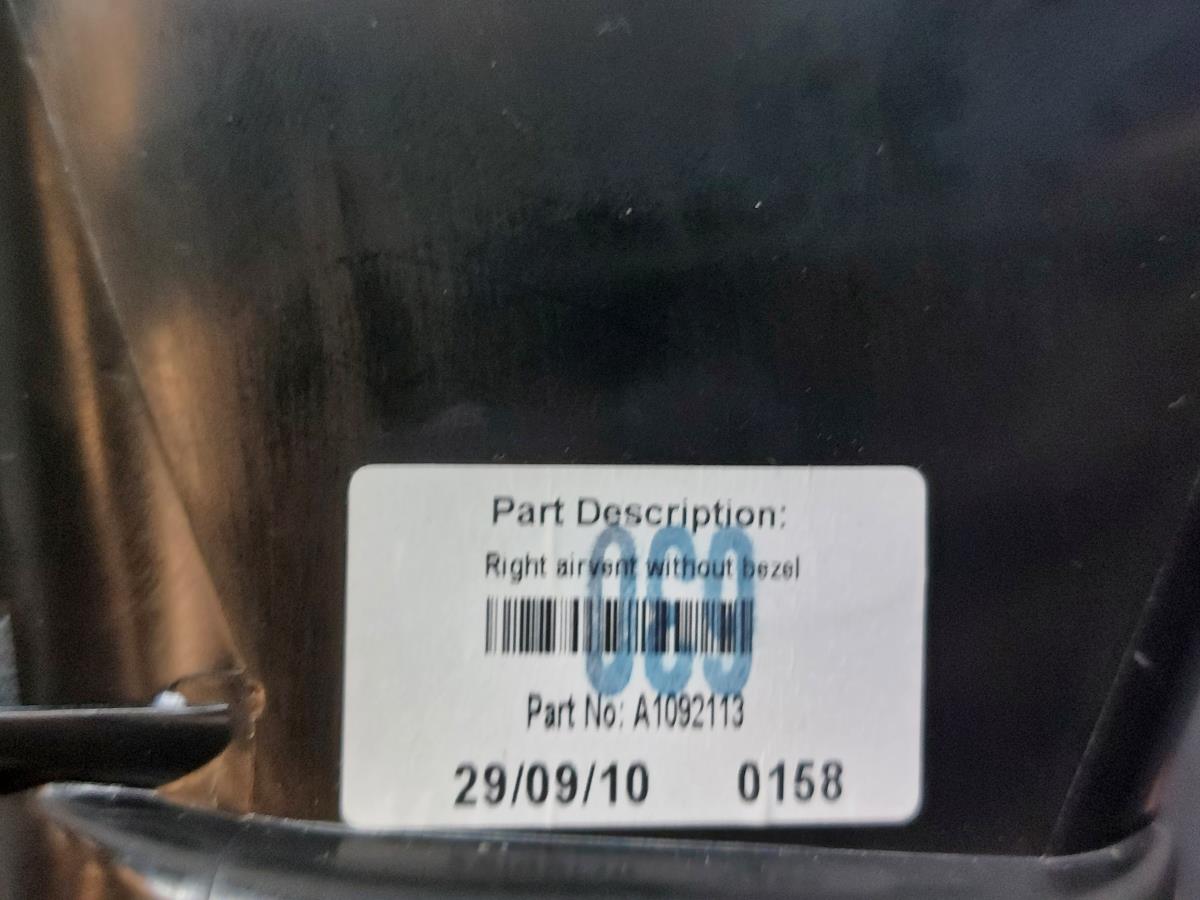 Part Description:
Right airvent without bezel
Part No: A1092113
29/09/10 0158